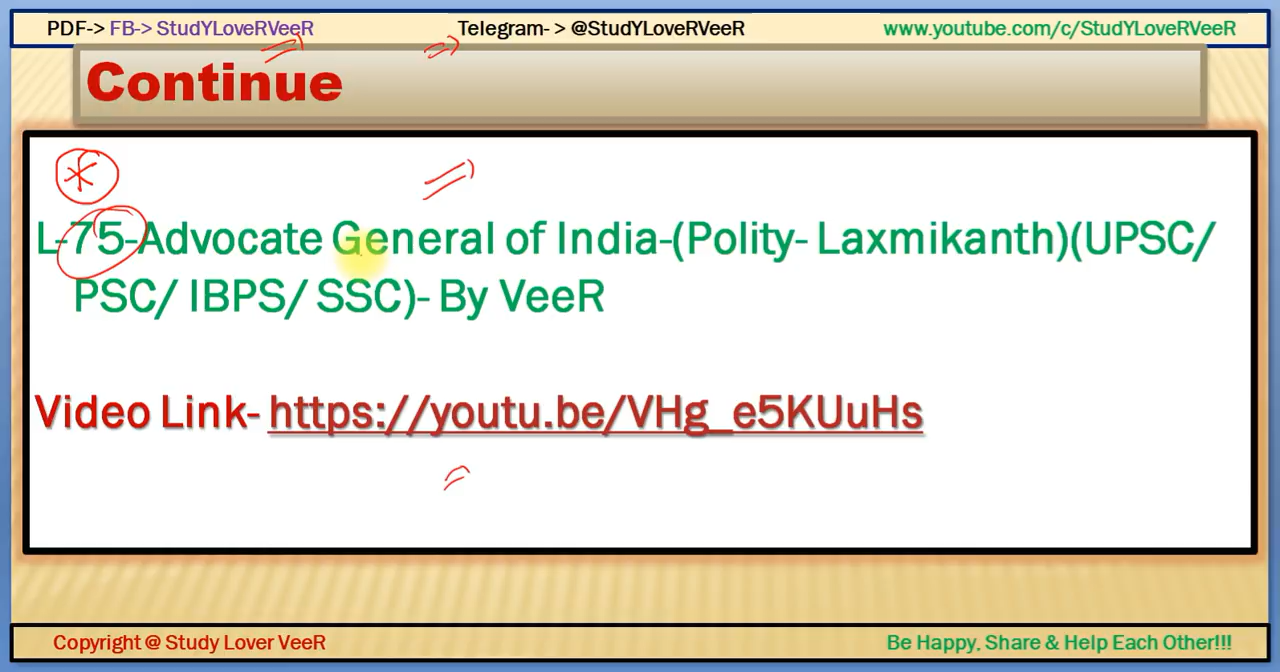 PDF-> FB-> StudYLoveRVeeR Telegram- > @StudYLoveRVeeR www.youtube.com/c/StudYLoveRVeeR
Continue
*
L-75-Advocate General of India-(Polity- Laxmikanth)(UPSC/
PSC/ IBPS/ SSC)- By VeeR
Video Link- https://youtu.be/VHg_e5KUuHs
Copyright @ Study Lover VeeR Be Happy, Share & Help Each Other!!!